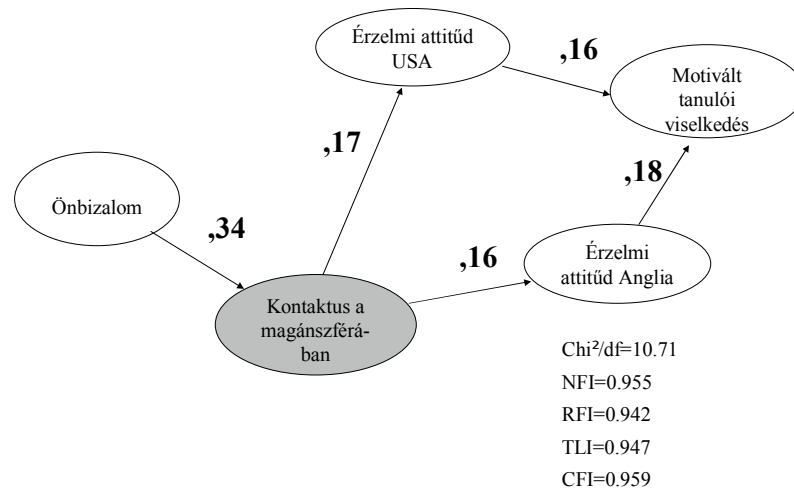 Érzelmi attitűd
USA
,16
Motivált
tanulói
viselkedés
,17
,18
Önbizalom
,34
,16
Érzelmi
attitűd Anglia
Kontaktus a
magánszférá-
ban
Chi²/df=10.71
NFI=0.955
RFI=0.942
TLI=0.947
CFI=0.959